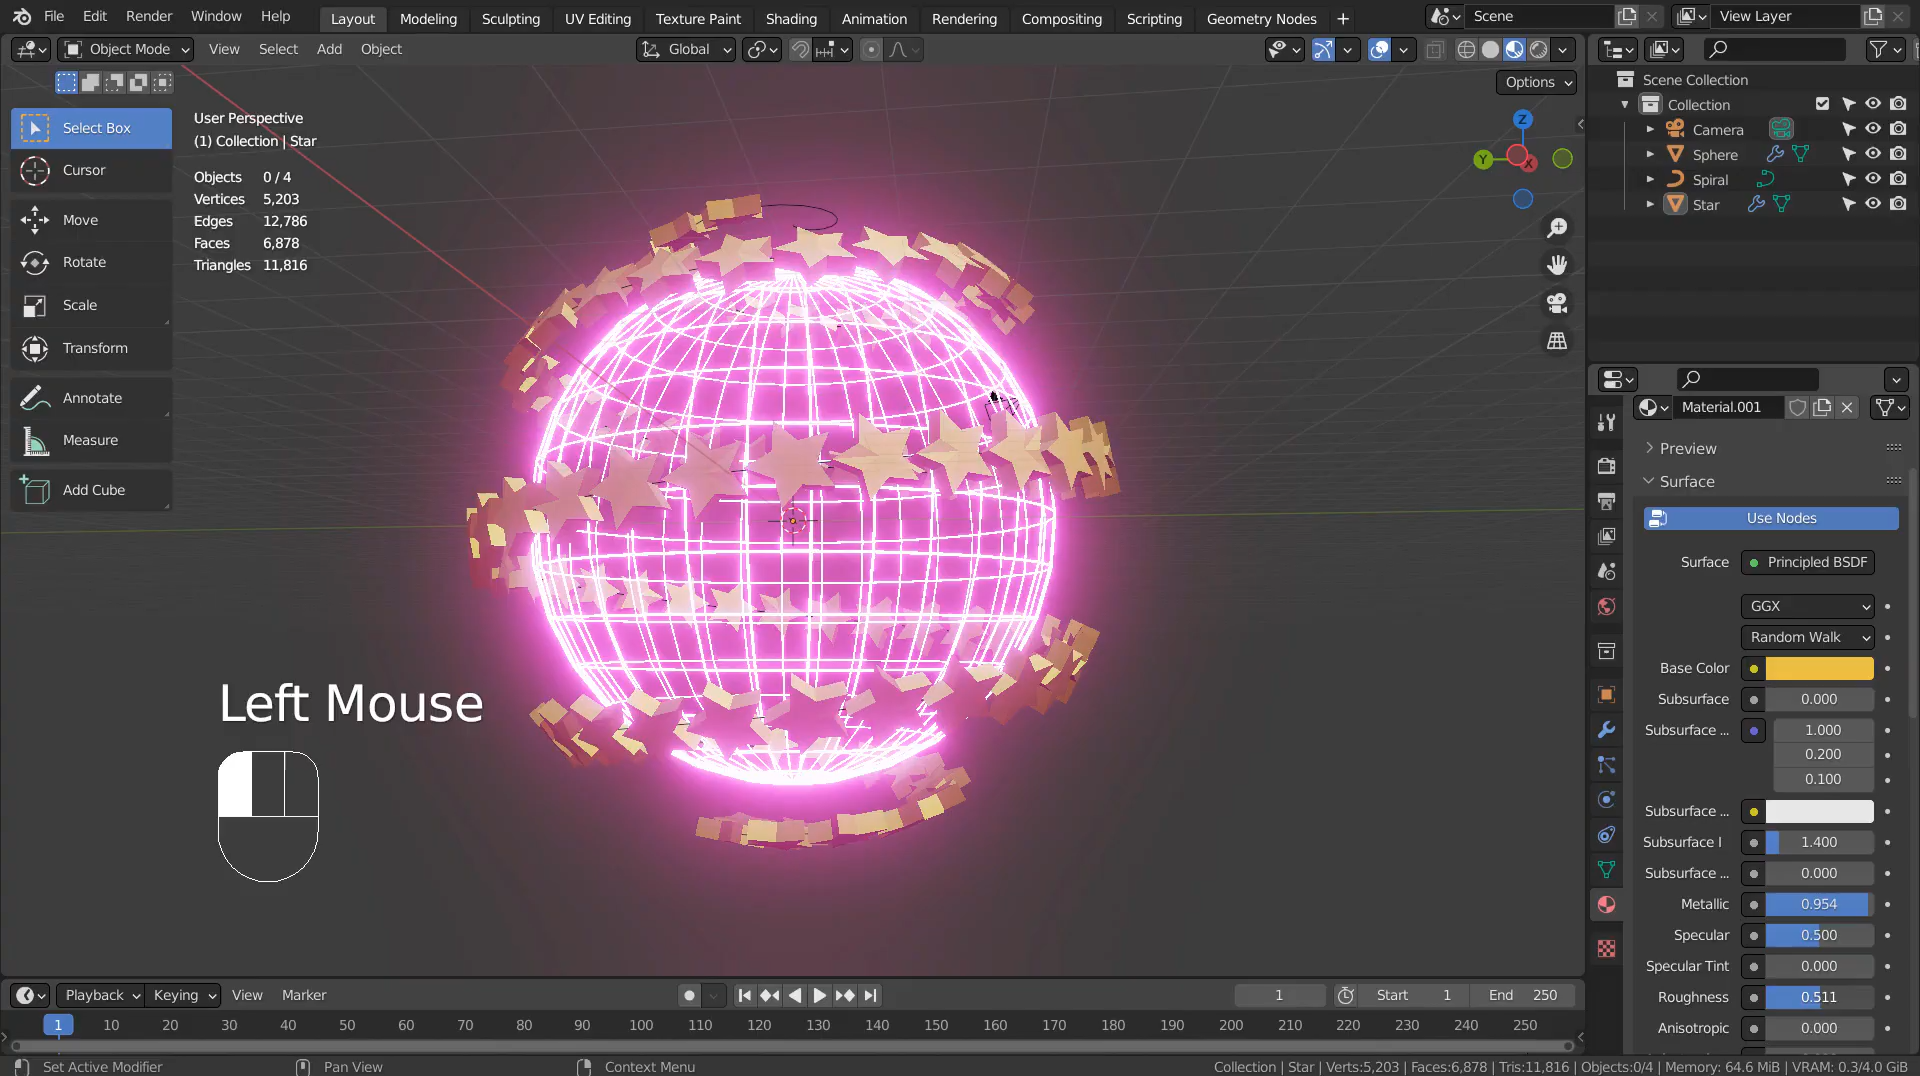 File Edit Render Window Help Layout Modeling Sculpting UV Editing Texture Paint Shading Animation Rendering Compositing Scripting Geometry Nodes + Scene View Layer
Object Mode View Select Add Object Global
Options
Select Box
Cursor
Move
Rotate
Scale
Transform
Annotate
Measure
Add Cube
User Perspective
(1) Collection | Star
Objects 0 / 4
Vertices 5,203
Edges 12,786
Faces 6,878
Triangles 11,816
Z
Y
X
Left Mouse
Scene Collection
Collection
Camera
Sphere
Spiral
Star
Material.001
Preview
Surface
Use Nodes
Surface Principled BSDF
GGX
Random Walk
Base Color
Subsurface 0.000
Subsurface ... 1.000
0.200
0.100
Subsurface ...
Subsurface I 1.400
Subsurface ... 0.000
Metallic 0.954
Specular 0.500
Specular Tint 0.000
Roughness 0.511
Anisotropic 0.000
Playback Keying View Marker 1 Start 1 End 250
1 10 20 30 40 50 60 70 80 90 100 110 120 130 140 150 160 170 180 190 200 210 220 230 240 250
Set Active Modifier Pan View Context Menu Collection | Star | Verts:5,203 | Faces:6,878 | Tris:11,816 | Objects:0/4 | Memory: 64.6 MiB | VRAM: 0.3/4.0 GiB